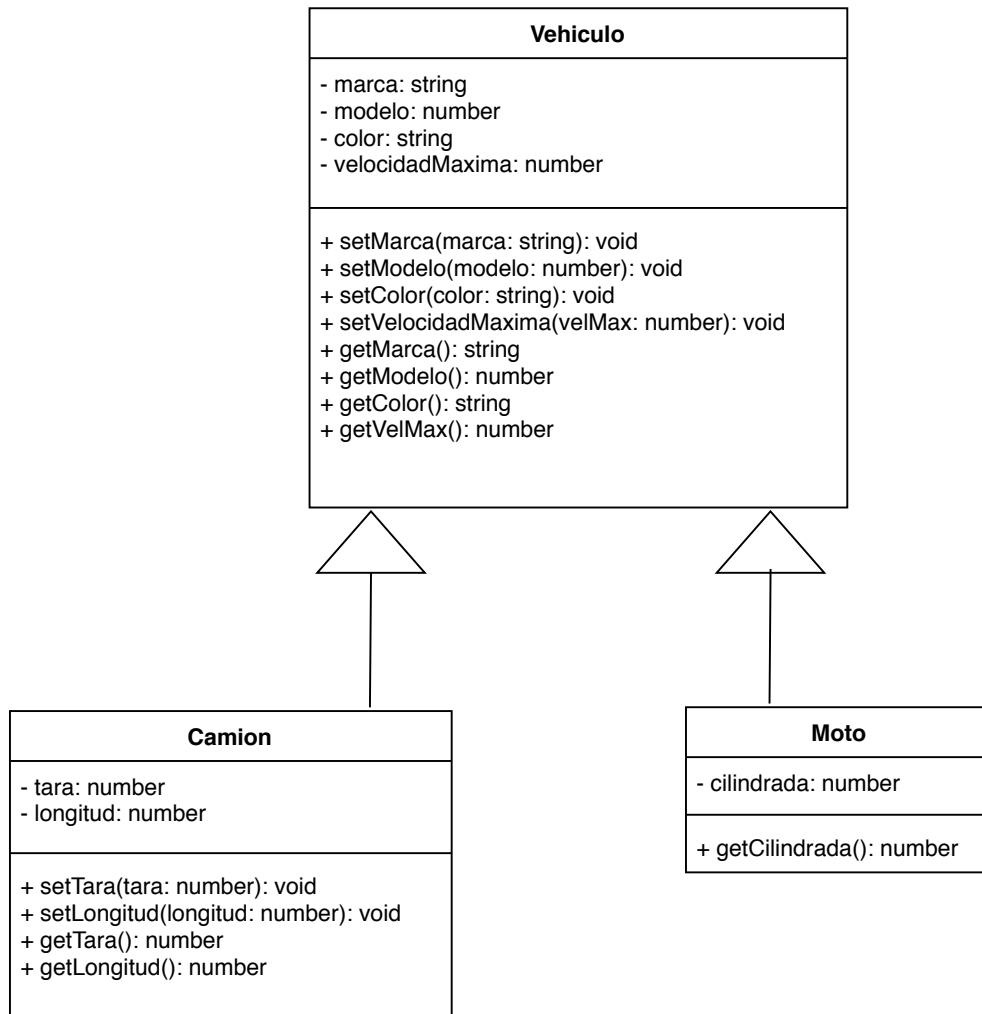 Vehiculo
- marca: string
- modelo: number
- color: string
- velocidadMaxima: number
+ setMarca(marca: string): void
+ setModelo(modelo: number): void
+ setColor(color: string): void
+ setVelocidadMaxima(velMax: number): void
+ getMarca(): string
+ getModelo(): number
+ getColor(): string
+ getVelMax(): number
Camion
- tara: number
- longitud: number
+ setTara(tara: number): void
+ setLongitud(longitud: number): void
+ getTara(): number
+ getLongitud(): number
Moto
- cilindrada: number
+ getCilindrada(): number